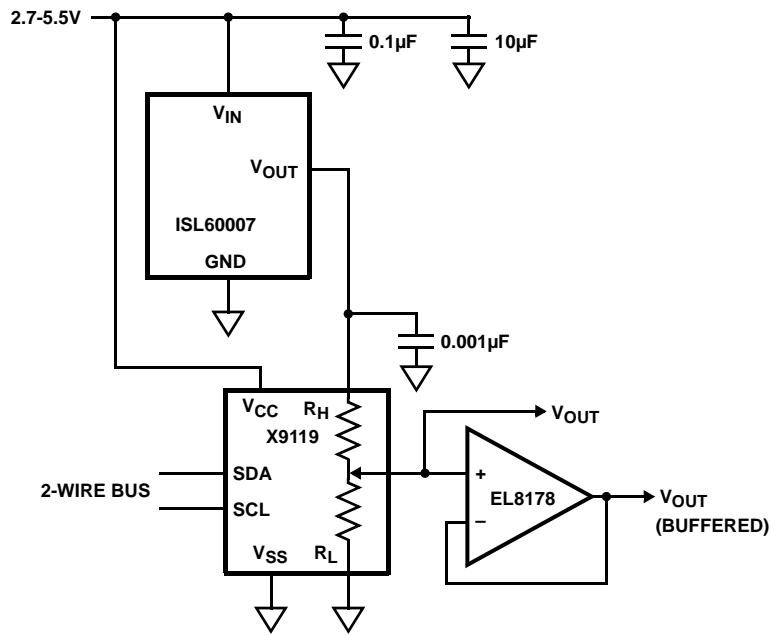 2.7-5.5V
0.1µF
10µF
VIN
VOUT
ISL60007
GND
0.001µF
VCC
RH
X9119
VOUT
2-WIRE BUS
SDA
SCL
+
EL8178
−
VOUT
(BUFFERED)
VSS
RL